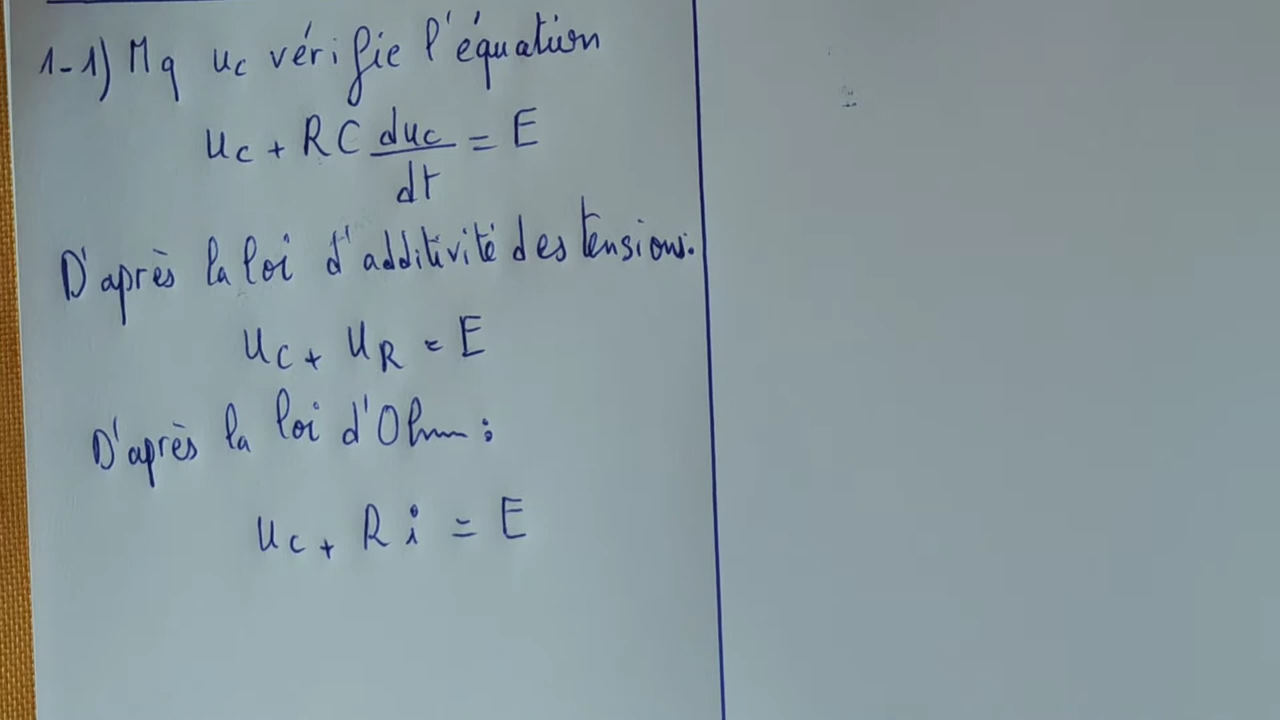 1-1) Mq uc vérifie l'équation
uc + RC duc/dt = E
D'après la loi d'additivité des tensions.
uC + uR = E
D'après la loi d'Ohm :
uc + Ri = E